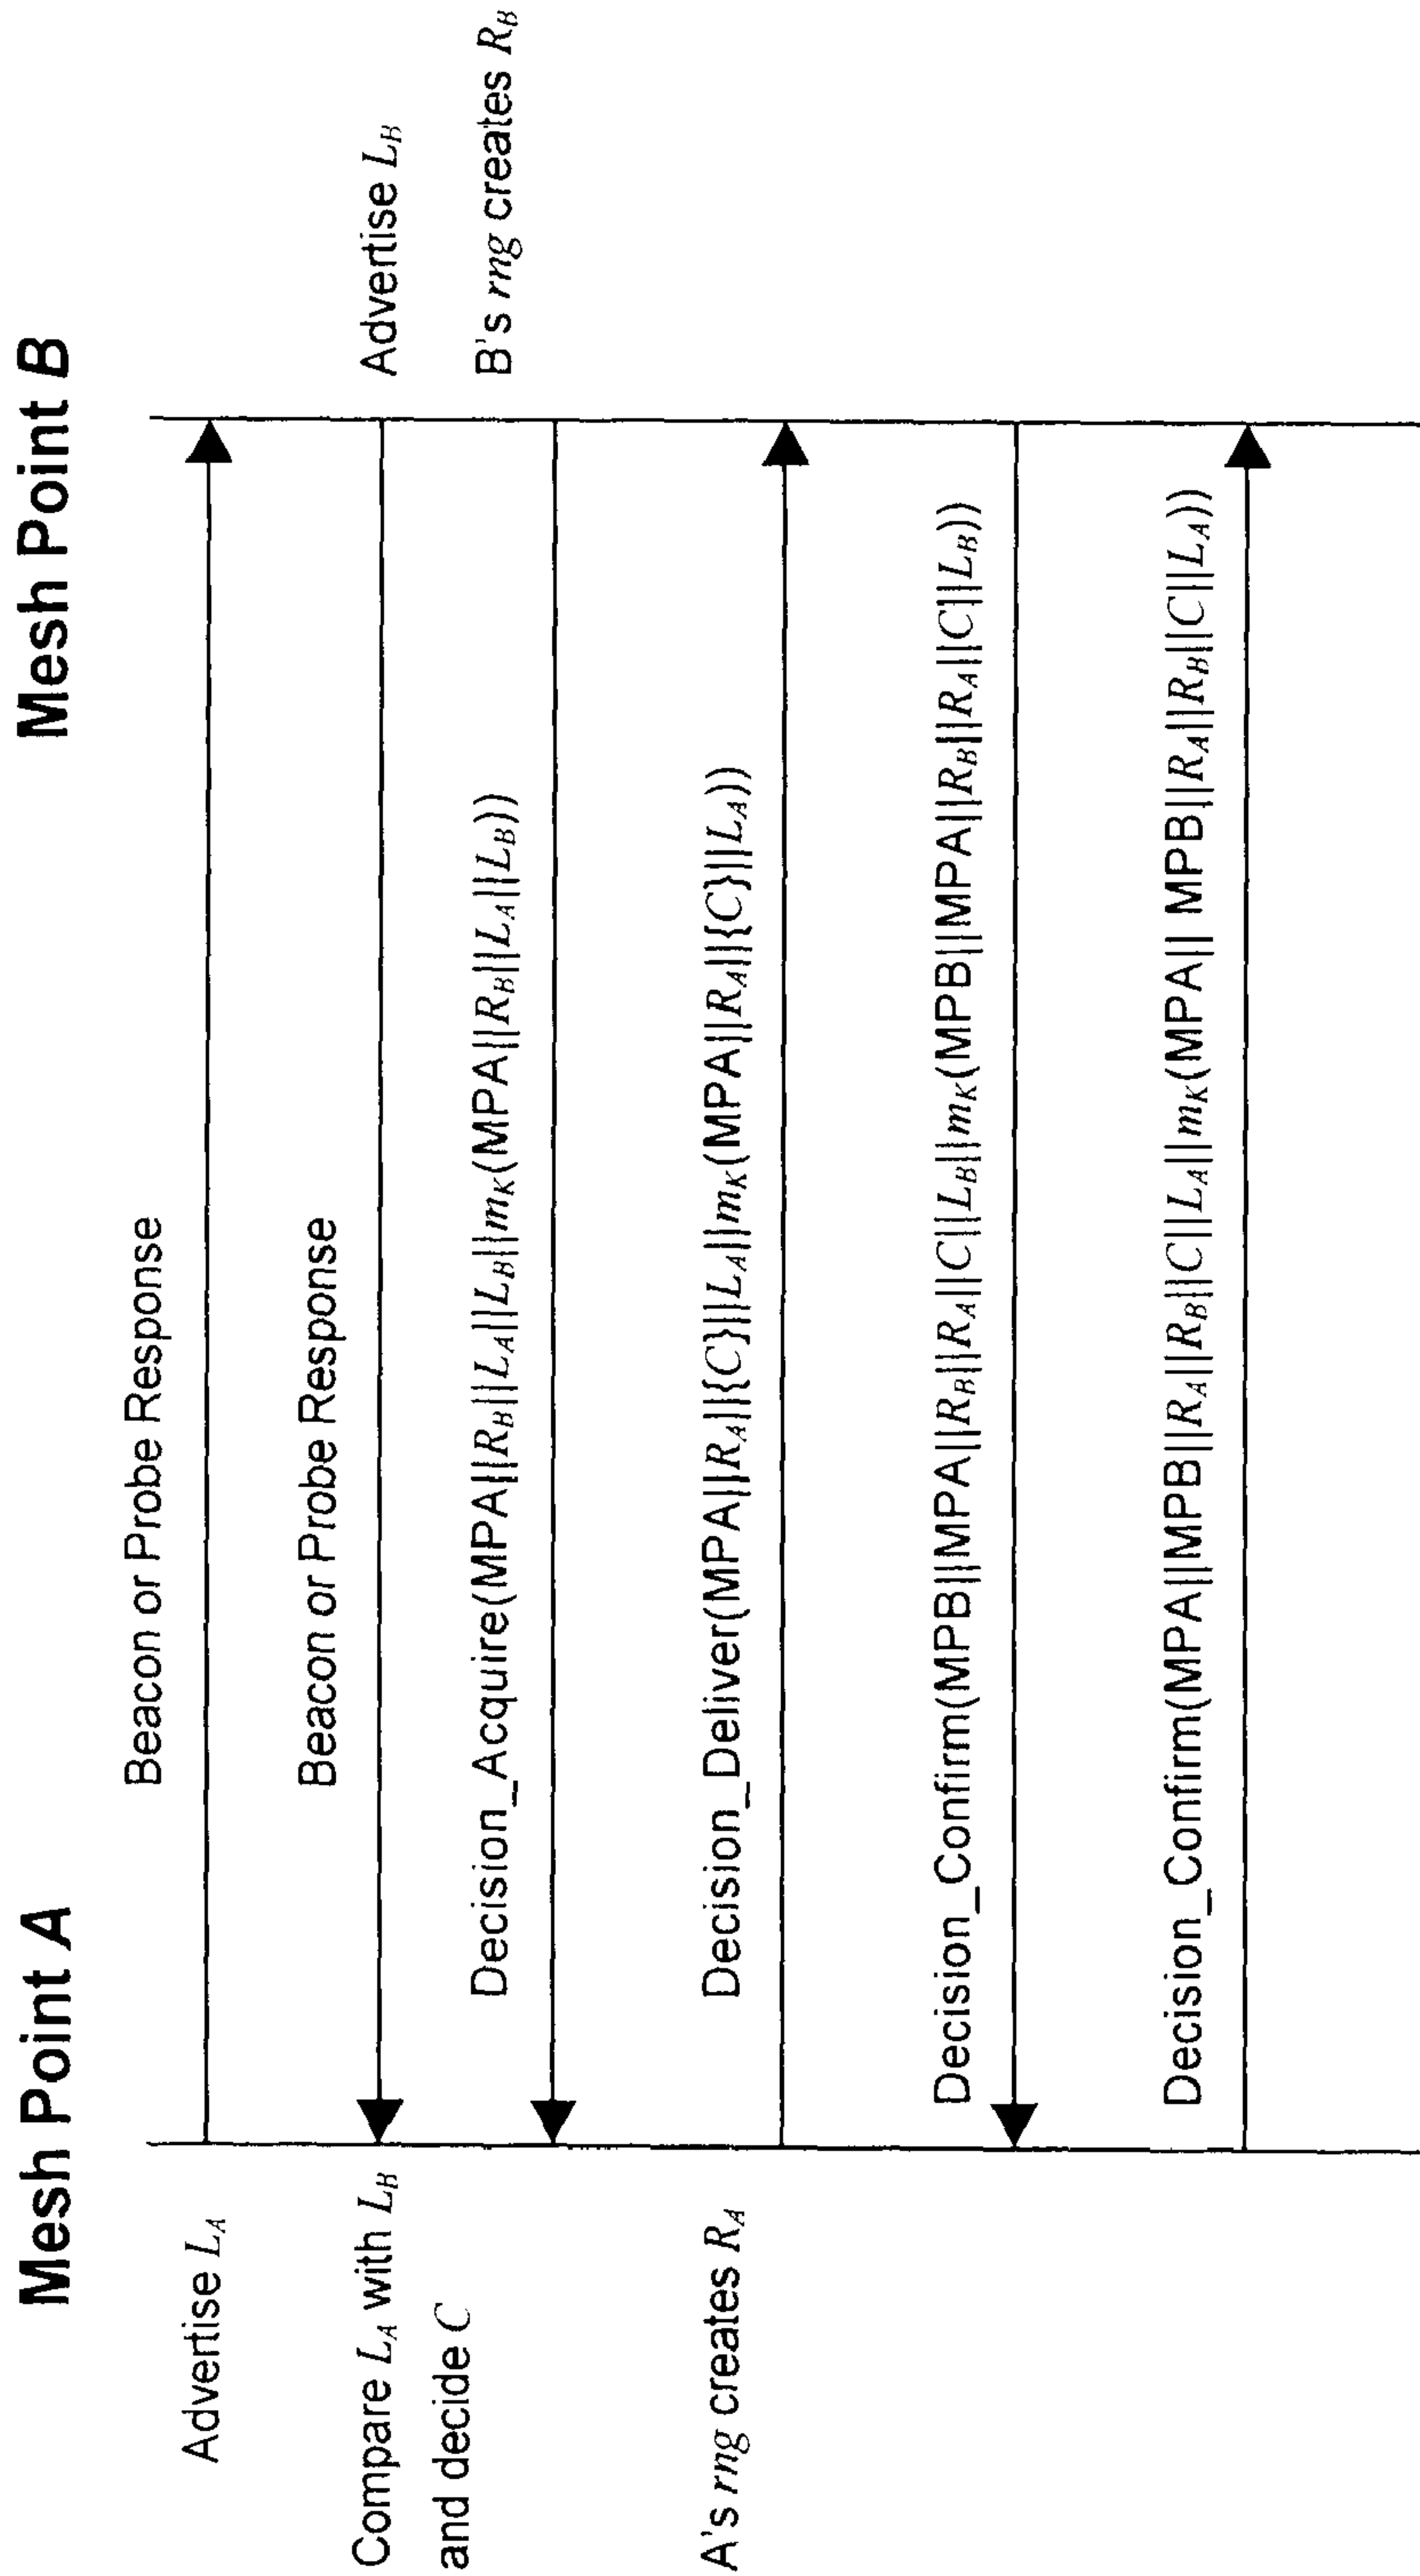 Mesh Point A
Mesh Point B
Advertise L_A
Beacon or Probe Response
Beacon or Probe Response
Advertise L_B
Compare L_A with L_B
and decide C
Decision_Acquire(MPA||R_B||L_A||L_B||m_K(MPA||R_B||L_A||L_B))
B's rng creates R_B
A's rng creates R_A
Decision_Deliver(MPA||R_A||{C}||L_A||m_K(MPA||R_A||{C}||L_A))
Decision_Confirm(MPB||MPA||R_B||R_A||C||L_B||m_K(MPB||MPA||R_B||R_A||C||L_B))
Decision_Confirm(MPA||MPB||R_A||R_B||C||L_A||m_K(MPA|| MPB||R_A||R_B||C||L_A))